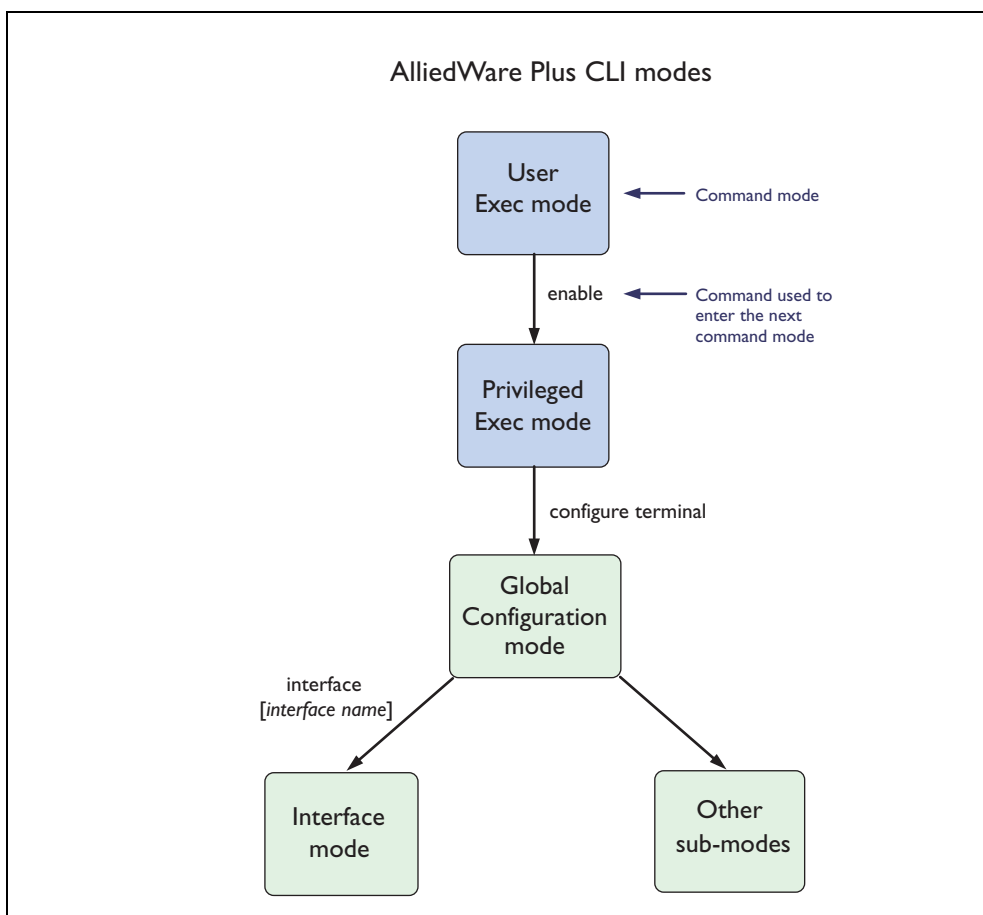 AlliedWare Plus CLI modes
User
Exec mode
Command mode
enable
Command used to
enter the next
command mode
Privileged
Exec mode
configure terminal
Global
Configuration
mode
interface
[interface name]
Interface
mode
Other
sub-modes